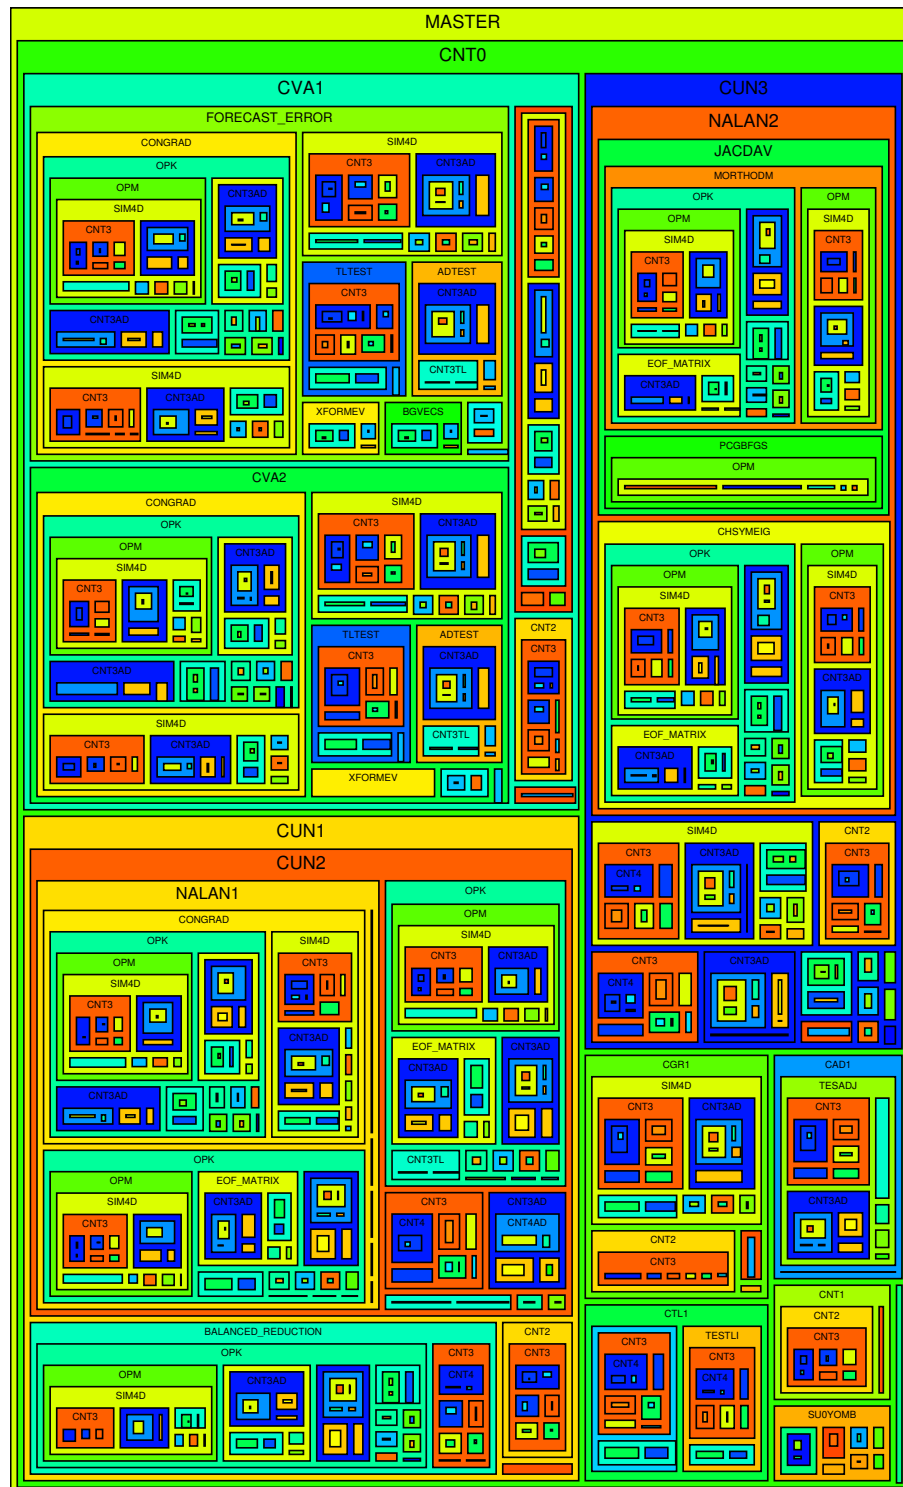 MASTER
CNT0
CVA1
FORECAST_ERROR
CONGRAD
OPK
OPM
SIM4D
CNT3
CNT3AD
CNT3AD
SIM4D
CNT3
CNT3AD
SIM4D
CNT3
CNT3AD
TLTEST
CNT3
ADTEST
CNT3AD
CNT3TL
XFORMEV
BGVECS
CVA2
CONGRAD
OPK
OPM
SIM4D
CNT3
CNT3AD
CNT3AD
SIM4D
CNT3
CNT3AD
SIM4D
CNT3
CNT3AD
TLTEST
CNT3
ADTEST
CNT3AD
CNT3TL
XFORMEV
CNT2
CNT3
CUN1
CUN2
NALAN1
CONGRAD
OPK
OPM
SIM4D
CNT3
CNT3AD
SIM4D
CNT3
CNT3AD
OPK
OPM
SIM4D
CNT3
EOF_MATRIX
CNT3AD
OPK
OPM
SIM4D
CNT3
CNT3AD
EOF_MATRIX
CNT3AD
CNT3AD
CNT3TL
CNT3
CNT4
CNT3AD
CNT4AD
BALANCED_REDUCTION
OPK
OPM
SIM4D
CNT3
CNT3AD
CNT3
CNT4
CNT2
CNT3
CUN3
NALAN2
JACDAV
MORTHODM
OPK
OPM
SIM4D
CNT3
EOF_MATRIX
CNT3AD
OPM
SIM4D
CNT3
PCGBFGS
OPM
CHSYMEIG
OPK
OPM
SIM4D
CNT3
EOF_MATRIX
CNT3AD
OPM
SIM4D
CNT3
CNT3AD
SIM4D
CNT3
CNT4
CNT3AD
CNT2
CNT3
CNT3
CNT4
CNT3AD
CGR1
SIM4D
CNT3
CNT3AD
CNT2
CNT3
CAD1
TESADJ
CNT3
CNT3AD
CTL1
CNT3
CNT4
TESTLI
CNT3
CNT4
CNT1
CNT2
CNT3
SU0YOMB